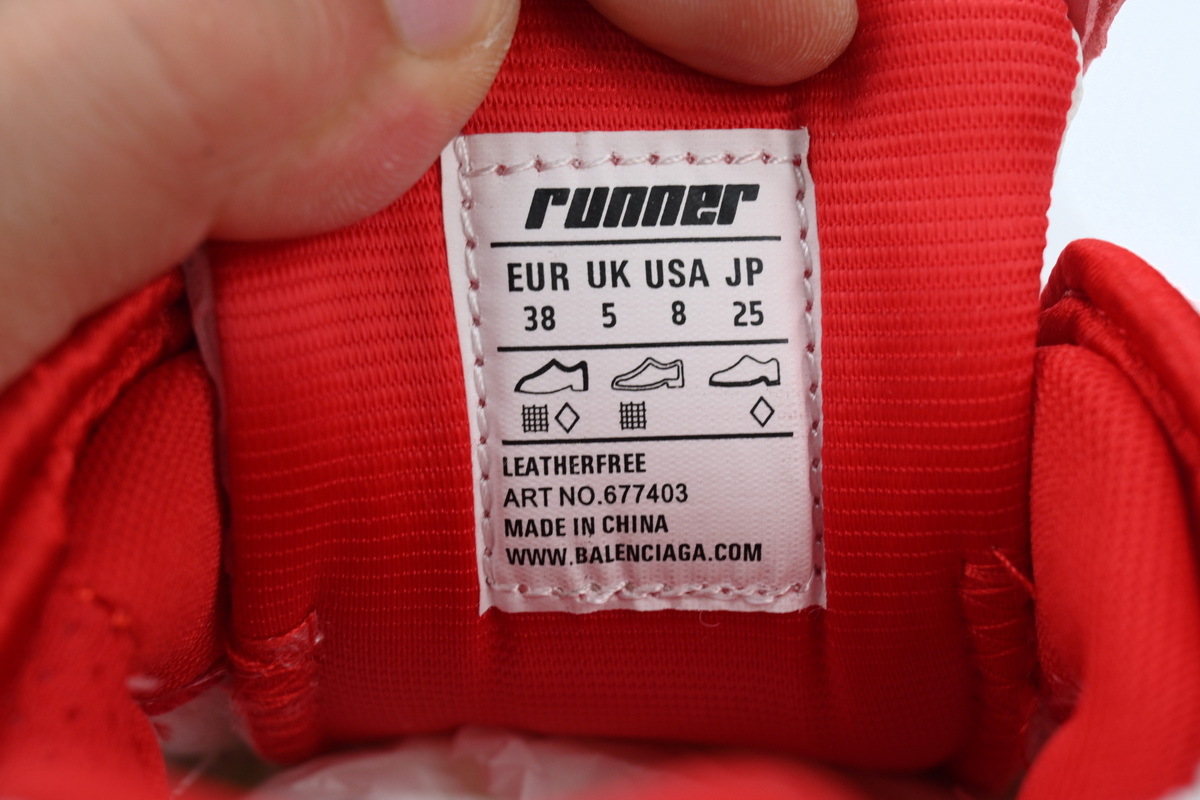 runner
EUR UK USA JP
38 5 8 25
LEATHERFREE
ART NO.677403
MADE IN CHINA
WWW.BALENCIAGA.COM